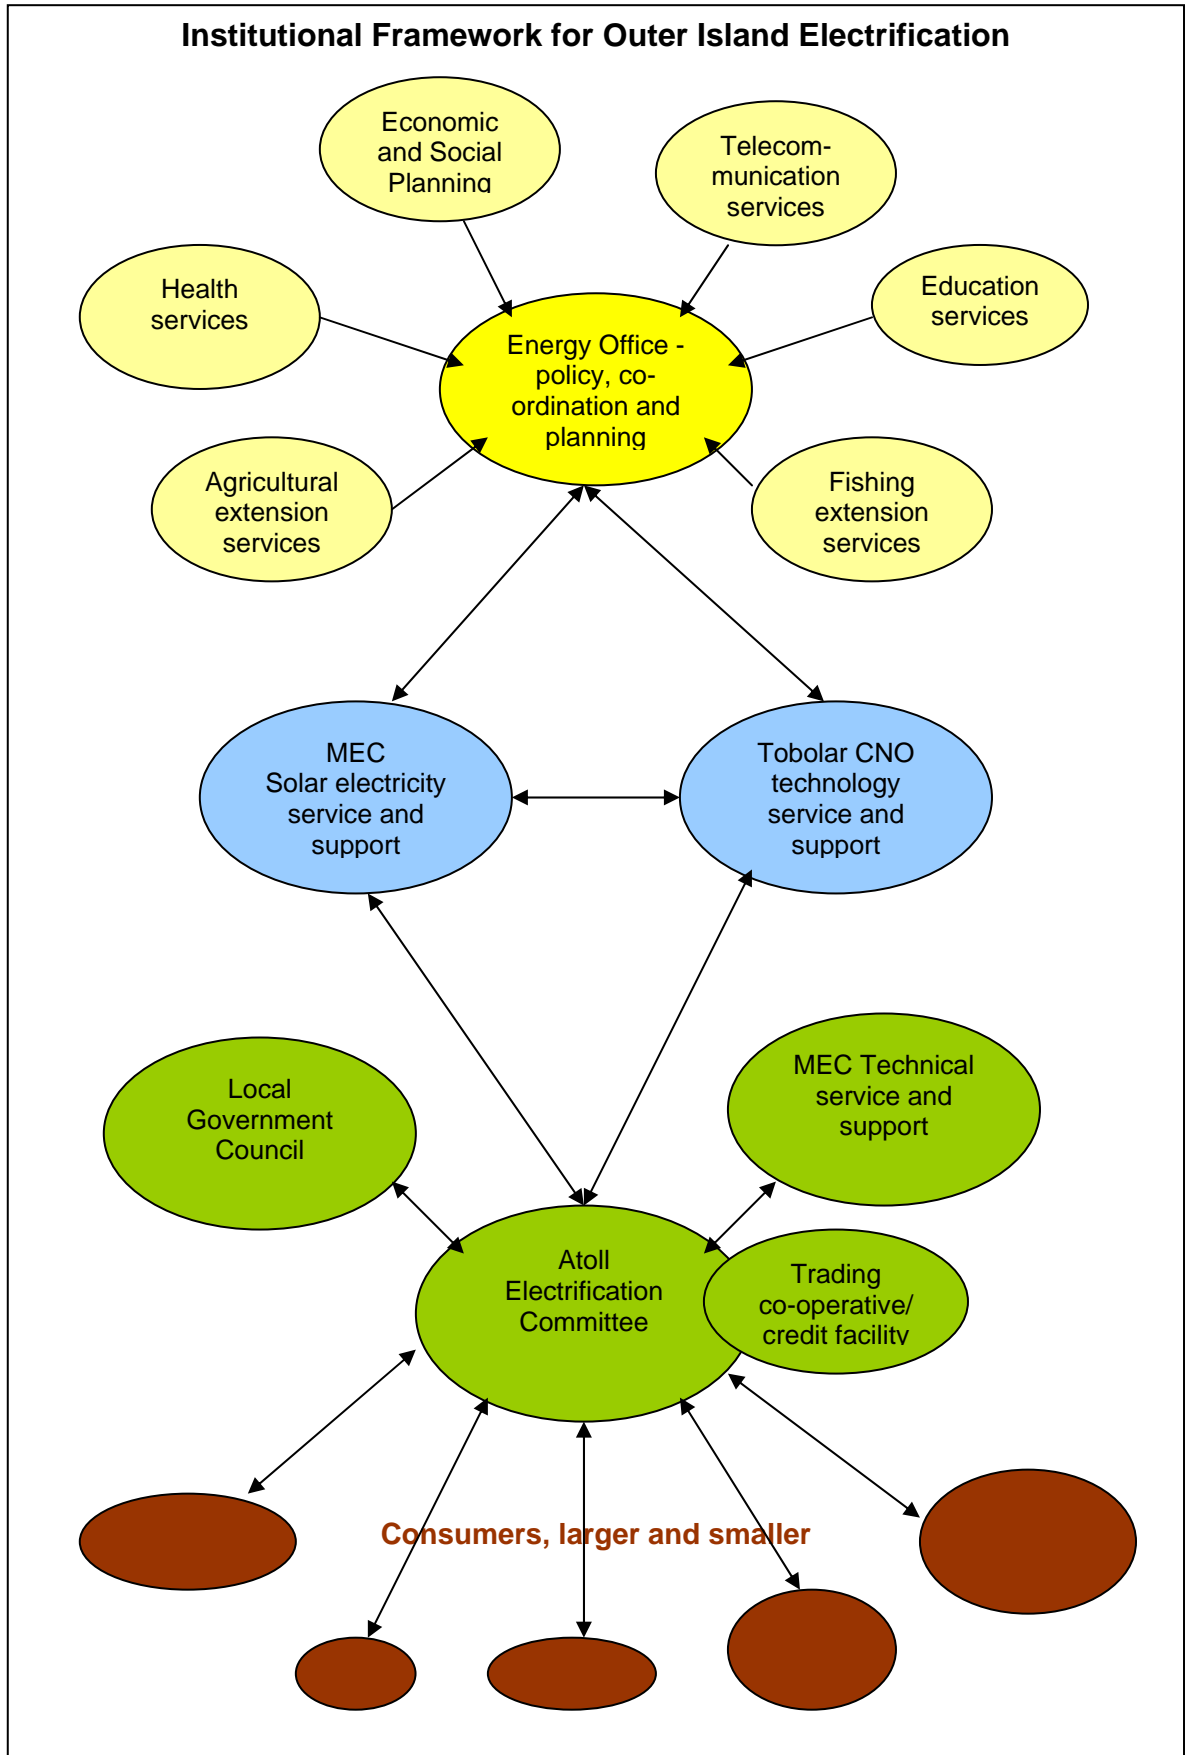 Institutional Framework for Outer Island Electrification
Economic
and Social
Planning
Telecom-
munication
services
Health
services
Education
services
Energy Office -
policy, co-
ordination and
planning
Agricultural
extension
services
Fishing
extension
services
MEC
Solar electricity
service and
support
Tobolar CNO
technology
service and
support
Local
Government
Council
MEC Technical
service and
support
Atoll
Electrification
Committee
Trading
co-operative/
credit facility
Consumers, larger and smaller